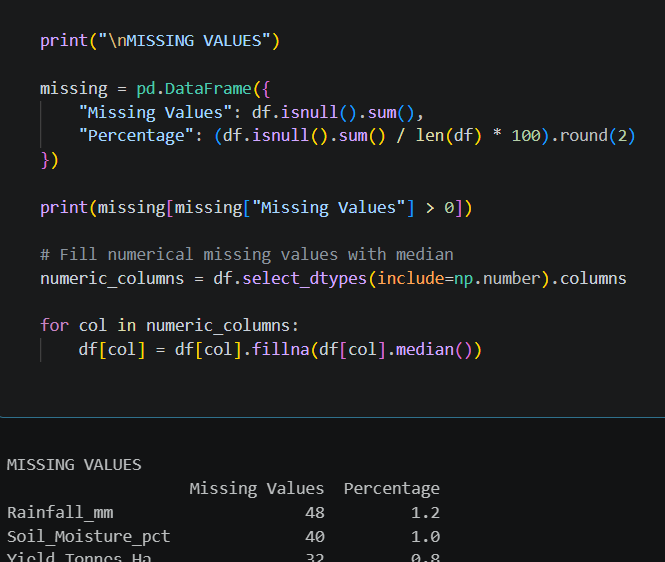 print("\nMISSING VALUES")
missing = pd.DataFrame({
    "Missing Values": df.isnull().sum(),
    "Percentage": (df.isnull().sum() / len(df) * 100).round(2)
})
print(missing[missing["Missing Values"] > 0])
# Fill numerical missing values with median
numeric_columns = df.select_dtypes(include=np.number).columns
for col in numeric_columns:
    df[col] = df[col].fillna(df[col].median())
MISSING VALUES
Missing Values Percentage
Rainfall_mm 48 1.2
Soil_Moisture_pct 40 1.0
Yield_Tonnes_Ha 32 0.8